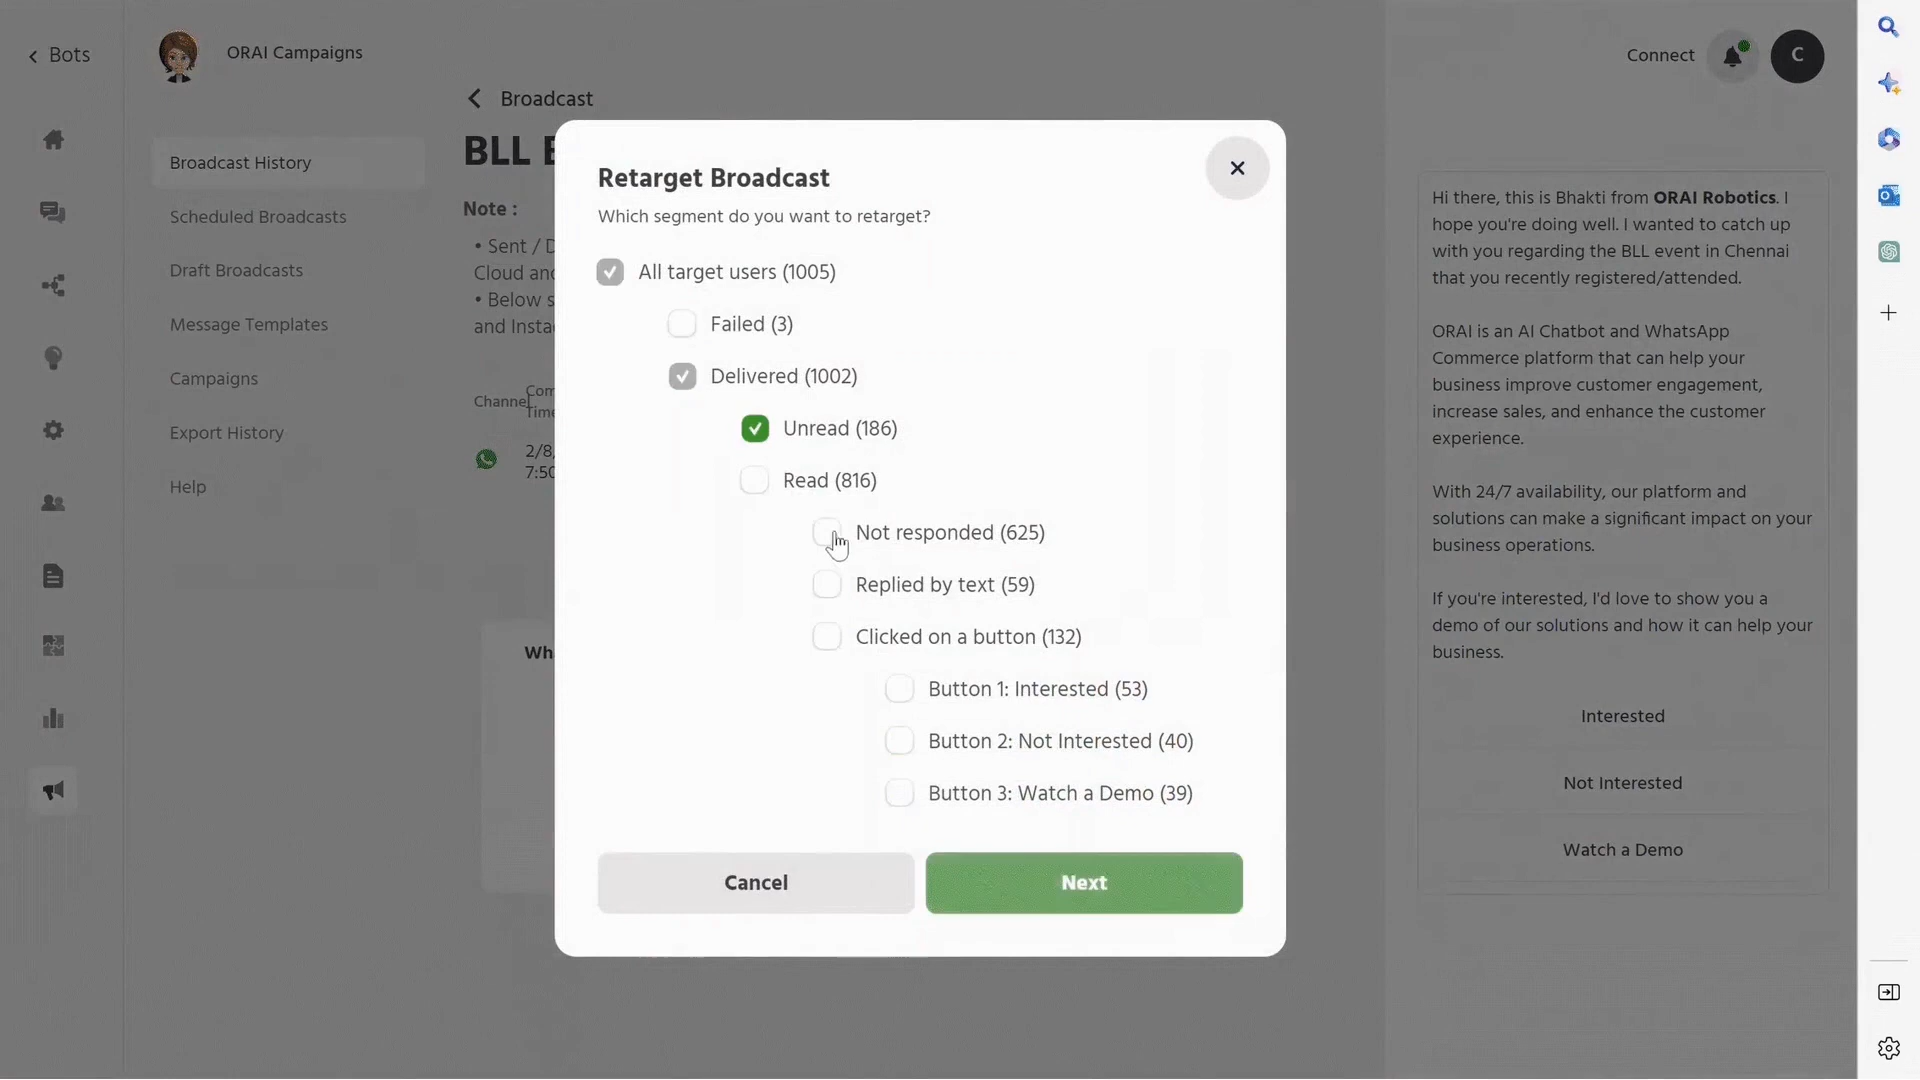 Bots
ORAI Campaigns
Connect
C
Broadcast
BLL
Broadcast History
Scheduled Broadcasts
Draft Broadcasts
Message Templates
Campaigns
Export History
Help
Note :
• Sent / D
Cloud and
• Below s
and Insta
Channel
Com
Time
2/8,
7:50
Wh
Retarget Broadcast
Which segment do you want to retarget?
All target users (1005)
Failed (3)
Delivered (1002)
Unread (186)
Read (816)
Not responded (625)
Replied by text (59)
Clicked on a button (132)
Button 1: Interested (53)
Button 2: Not Interested (40)
Button 3: Watch a Demo (39)
Cancel
Next
Hi there, this is Bhakti from ORAI Robotics. I
hope you're doing well. I wanted to catch up
with you regarding the BLL event in Chennai
that you recently registered/attended.
ORAI is an AI Chatbot and WhatsApp
Commerce platform that can help your
business improve customer engagement,
increase sales, and enhance the customer
experience.
With 24/7 availability, our platform and
solutions can make a significant impact on your
business operations.
If you're interested, I'd love to show you a
demo of our solutions and how it can help your
business.
Interested
Not Interested
Watch a Demo